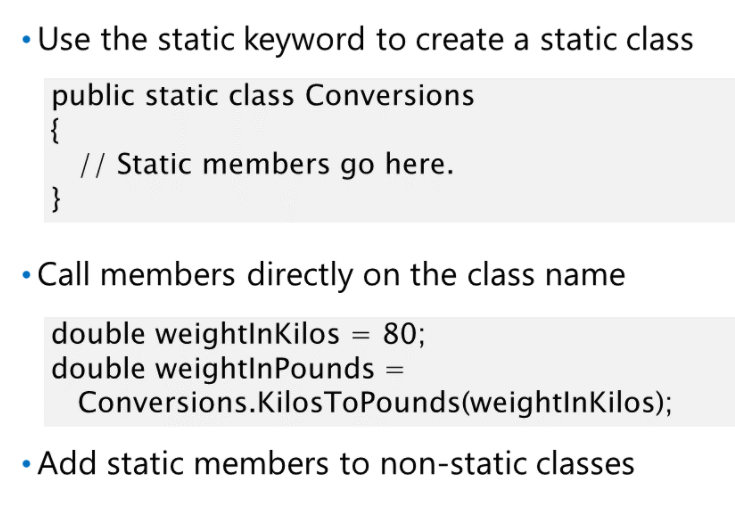 • Use the static keyword to create a static class
public static class Conversions
{
// Static members go here.
}
• Call members directly on the class name
double weightInKilos = 80;
double weightInPounds =
Conversions.KilosToPounds(weightInKilos);
• Add static members to non-static classes